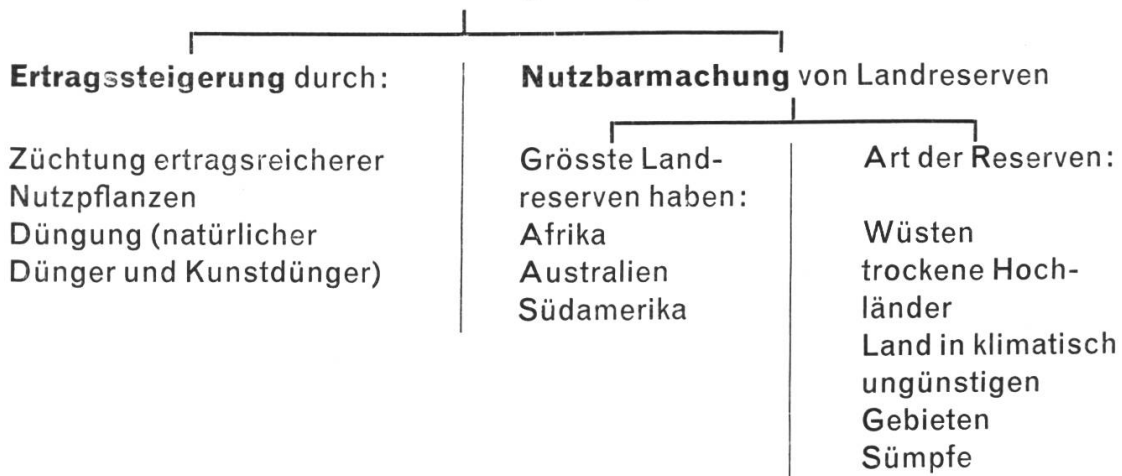 Ertragssteigerung durch:
Züchtung ertragsreicherer
Nutzpflanzen
Düngung (natürlicher
Dünger und Kunstdünger)
Nutzbarmachung von Landreserven
Grösste Land-
reserven haben:
Afrika
Australien
Südamerika
Art der Reserven:
Wüsten
trockene Hoch-
länder
Land in klimatisch
ungünstigen
Gebieten
Sümpfe